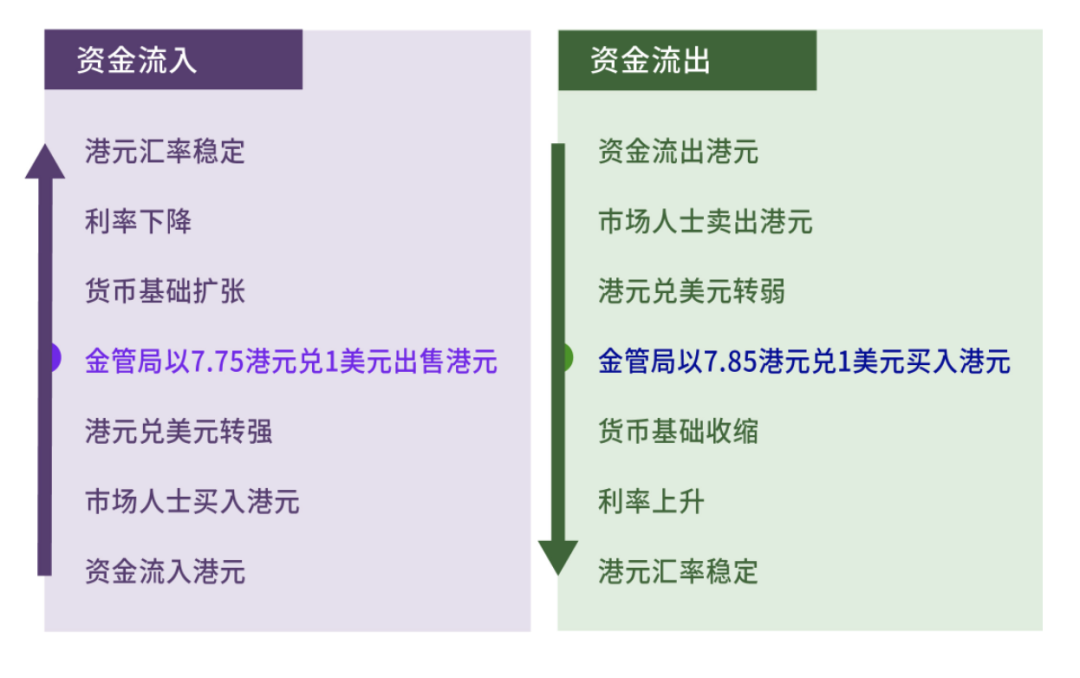 资金流入
港元汇率稳定
利率下降
货币基础扩张
金管局以7.75港元兑1美元出售港元
港元兑美元转强
市场人士买入港元
资金流入港元
资金流出
资金流出港元
市场人士卖出港元
港元兑美元转弱
金管局以7.85港元兑1美元买入港元
货币基础收缩
利率上升
港元汇率稳定